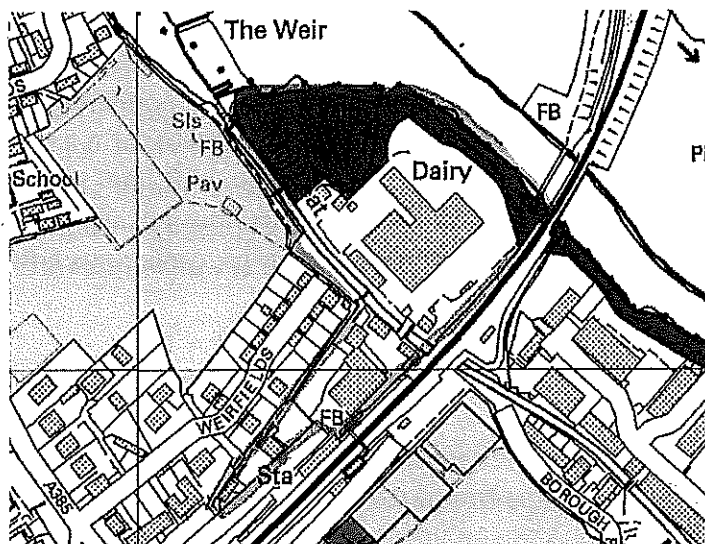 The Weir
Sls
FB
FB
Dairy
School
Pav
WEIRFIELDS
FB
Sta
A385
BOROUGH